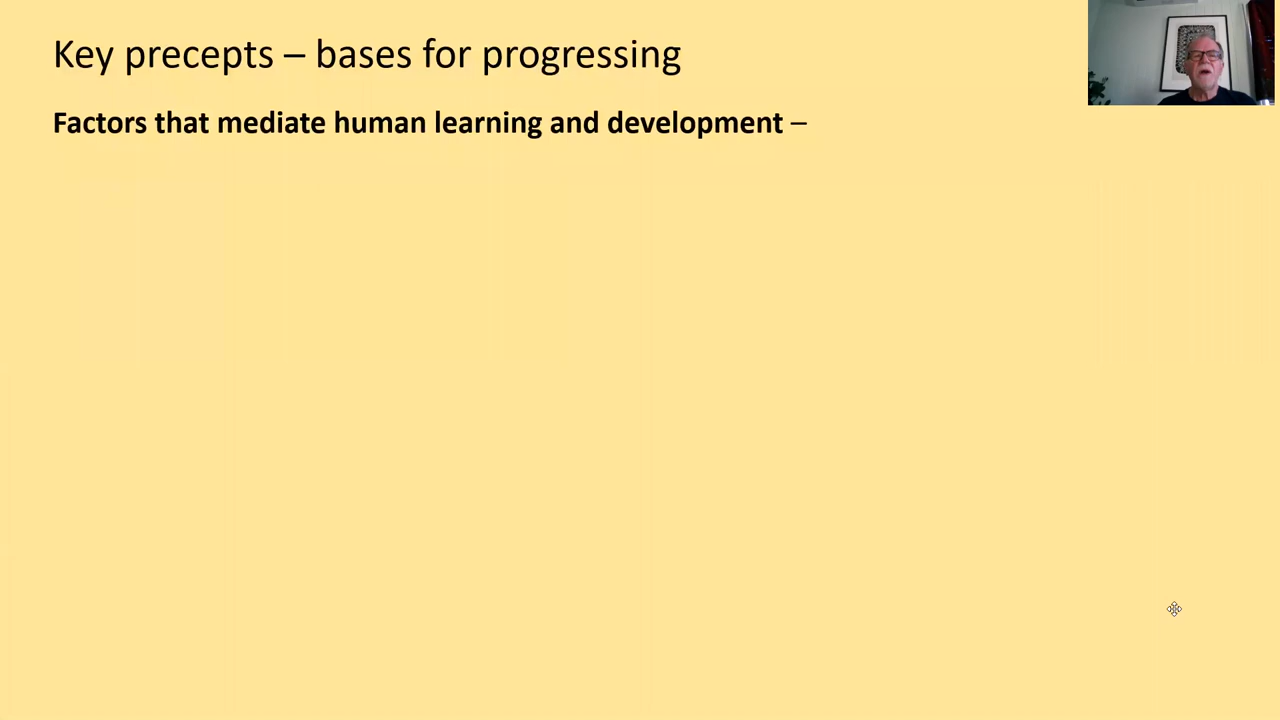 Key precepts – bases for progressing
Factors that mediate human learning and development –